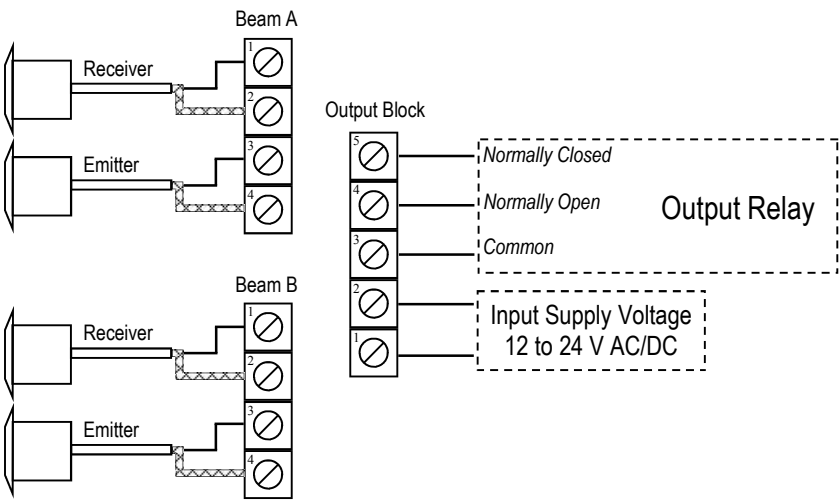 Beam A
1
Receiver
2
3
Emitter
4
Output Block
5
Normally Closed
4
Normally Open
Output Relay
3
Common
2
Input Supply Voltage
1
12 to 24 V AC/DC
Beam B
1
Receiver
2
3
Emitter
4